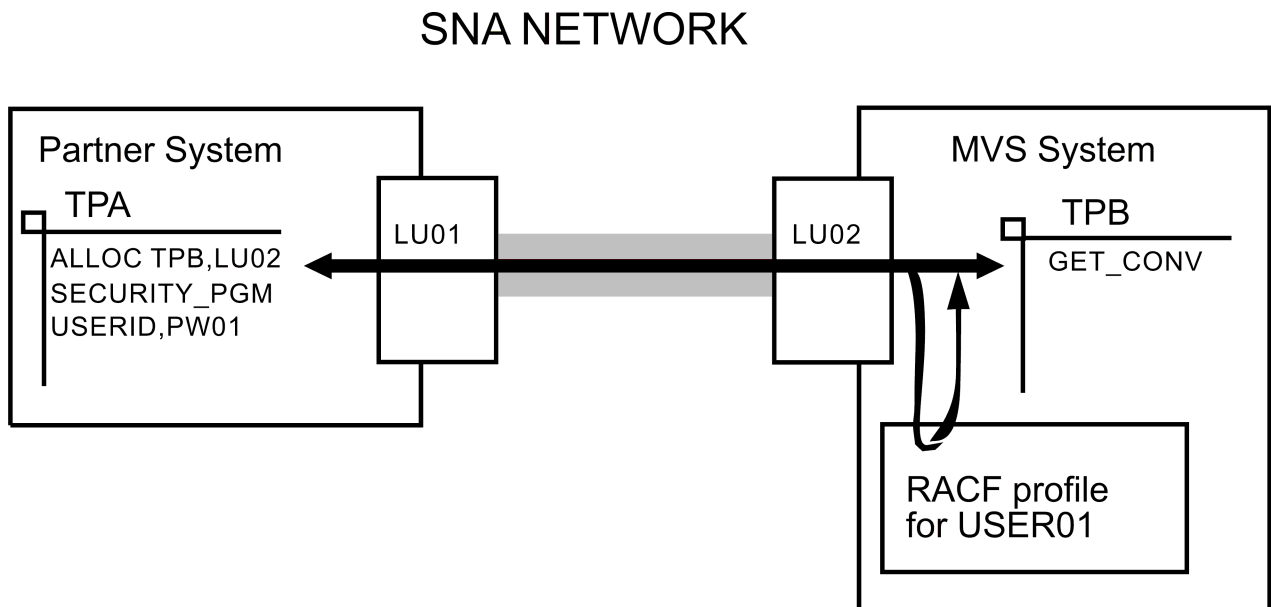 SNA NETWORK
Partner System
TPA
ALLOC TPB,LU02
SECURITY_PGM
USERID,PW01
LU01
LU02
MVS System
TPB
GET_CONV
RACF profile
for USER01